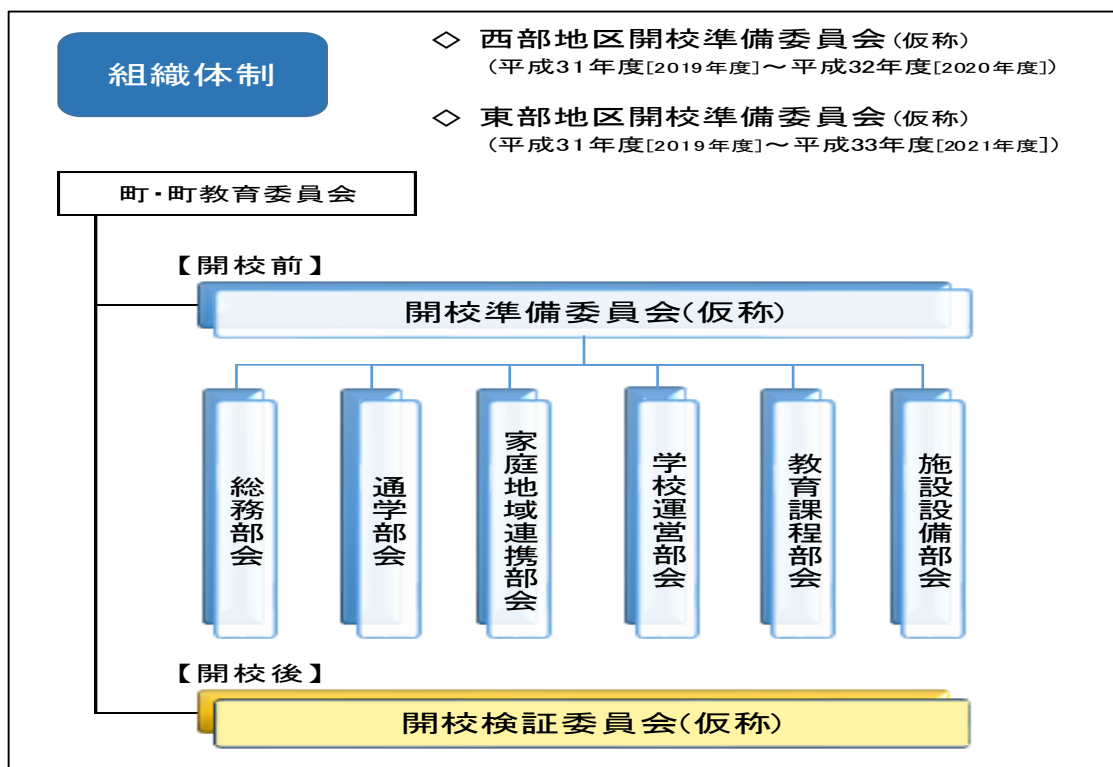 組織体制
◇ 西部地区開校準備委員会(仮称)
(平成31年度[2019年度]～平成32年度[2020年度])
◇ 東部地区開校準備委員会(仮称)
(平成31年度[2019年度]～平成33年度[2021年度])
町・町教育委員会
【開校前】
開校準備委員会(仮称)
総務部会
通学部会
家庭地域連携部会
学校運営部会
教育課程部会
施設設備部会
【開校後】
開校検証委員会(仮称)